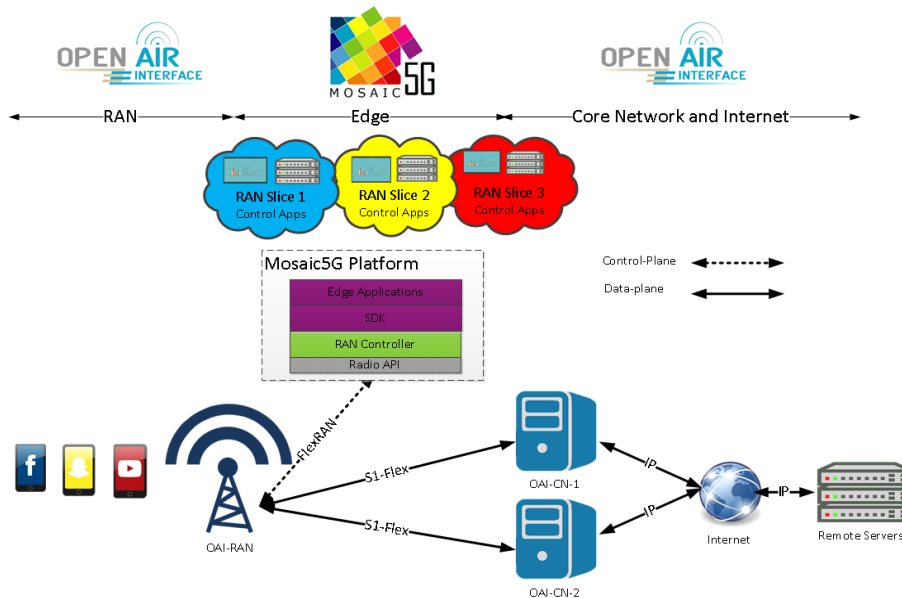 OPEN AIR
INTERFACE
MOSAIC 5G
OPEN AIR
INTERFACE
RAN
Edge
Core Network and Internet
RAN Slice 1
Control Apps
RAN Slice 2
Control Apps
RAN Slice 3
Control Apps
Mosaic5G Platform
Edge Applications
SDK
RAN Controller
Radio API
Control-Plane
Data-plane
FlexRAN
S1-Flex
S1-Flex
OAI-RAN
OAI-CN-1
OAI-CN-2
IP
IP
IP
Internet
Remote Servers